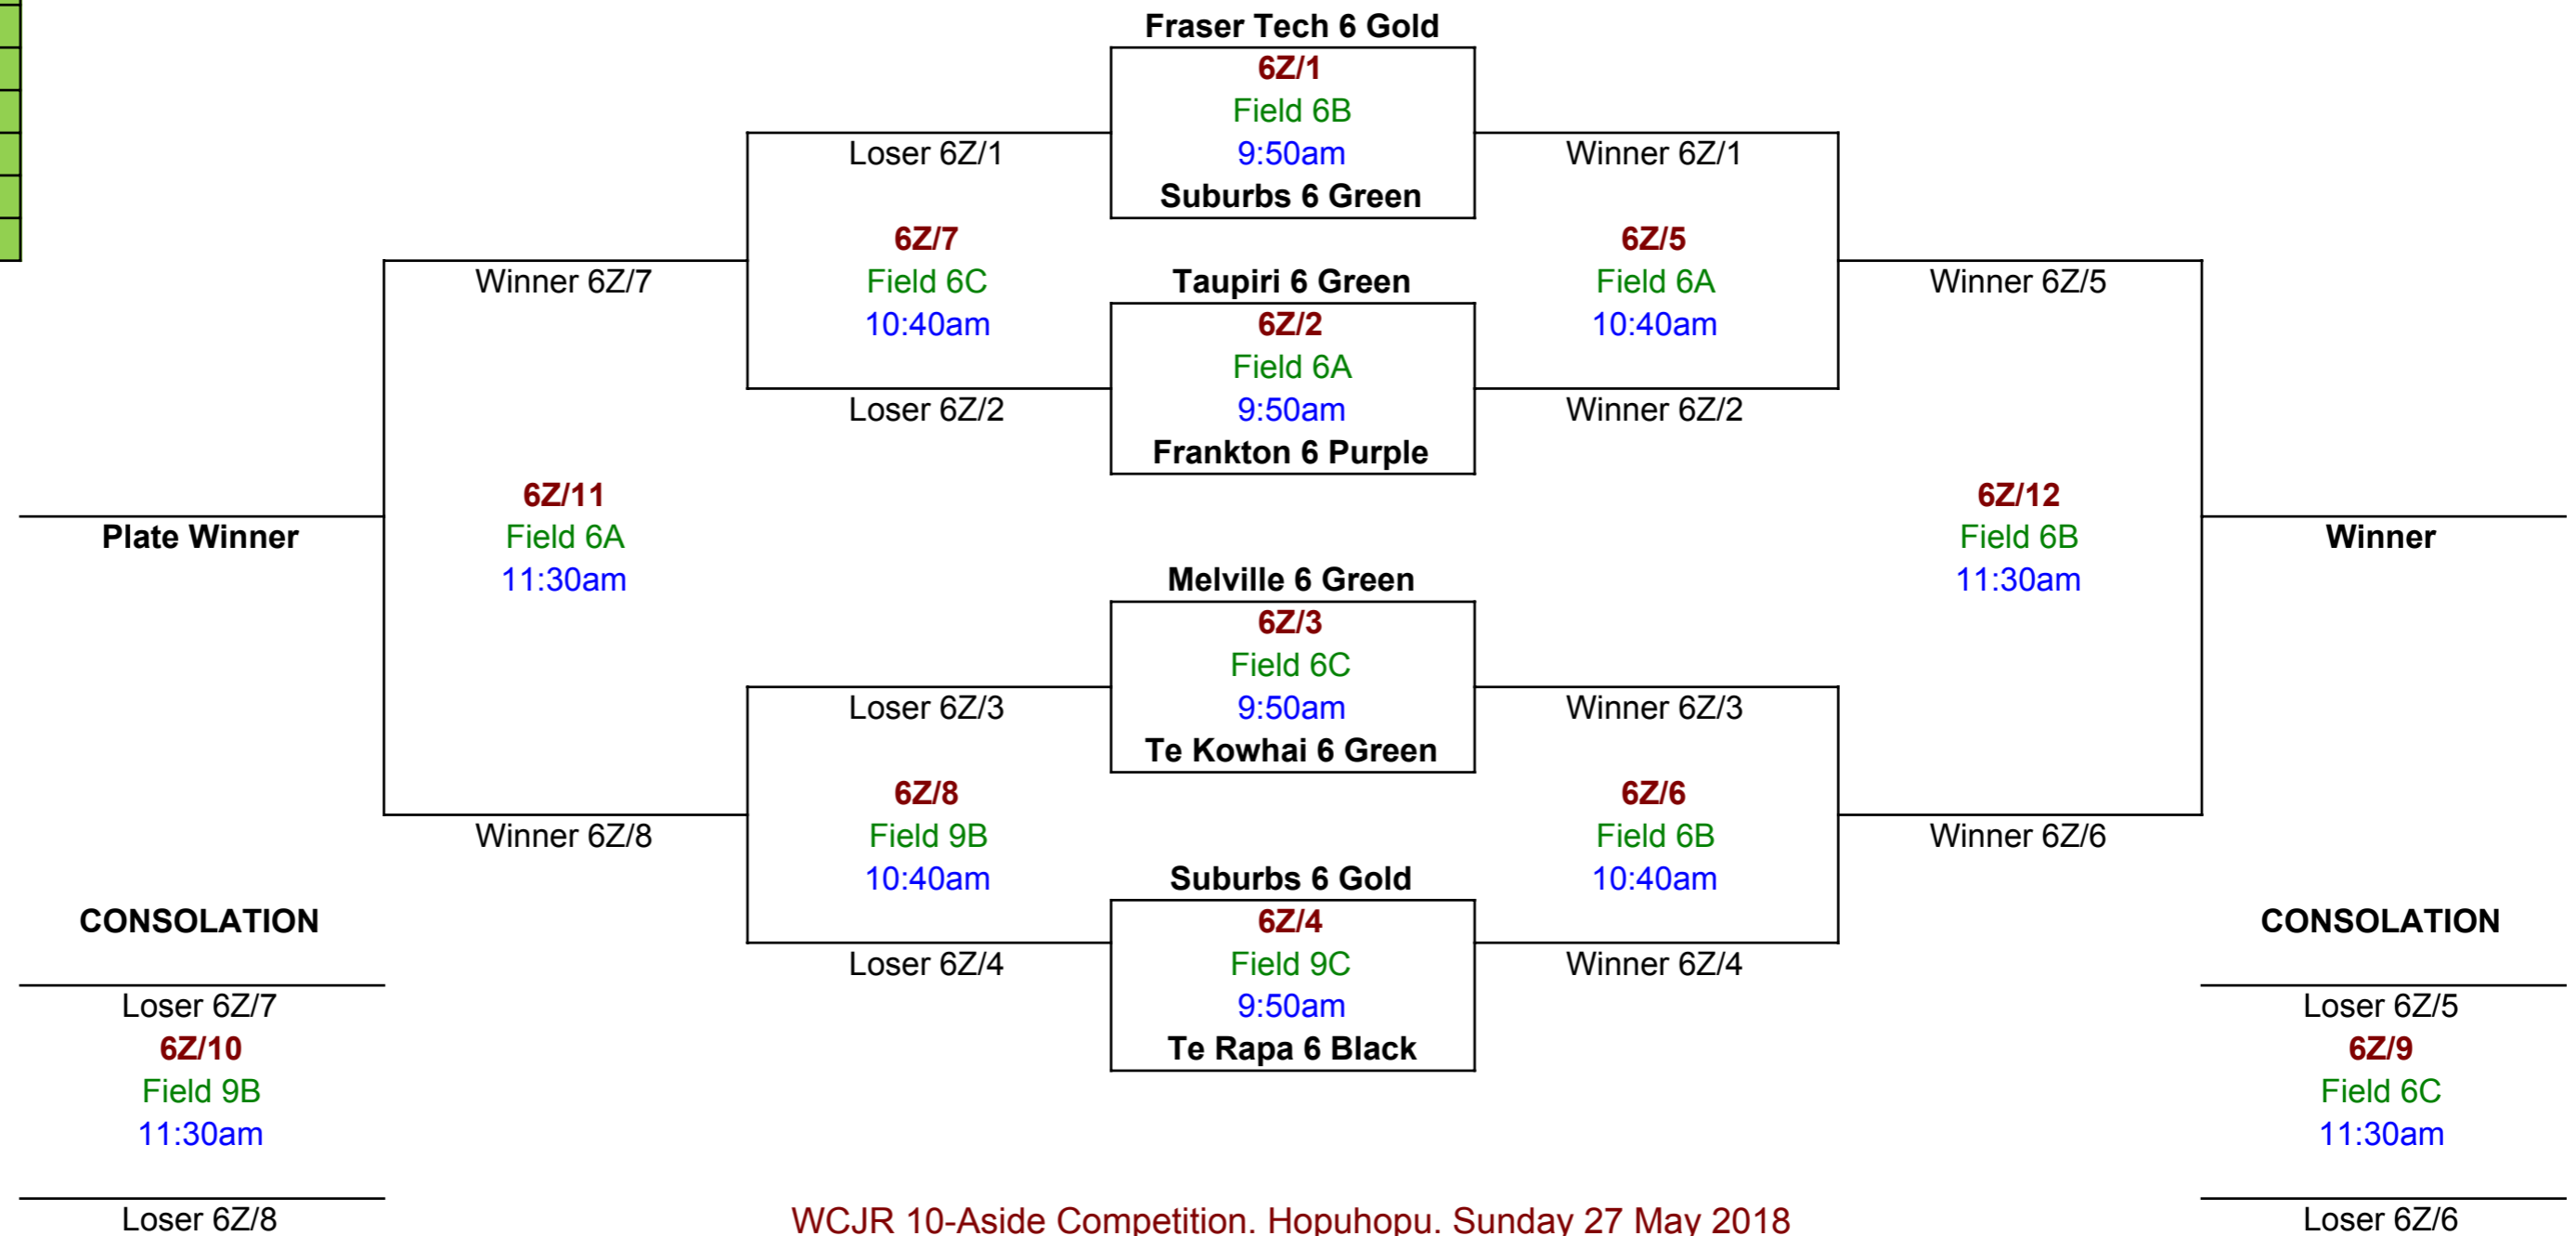 Fraser Tech 6 Gold
6Z/1
Field 6B
9:50am
Suburbs 6 Green
Loser 6Z/1
Winner 6Z/1
6Z/7
Field 6C
10:40am
6Z/5
Field 6A
10:40am
Winner 6Z/7
Winner 6Z/5
Taupiri 6 Green
6Z/2
Field 6A
9:50am
Frankton 6 Purple
Loser 6Z/2
Winner 6Z/2
6Z/11
Field 6A
11:30am
Plate Winner
6Z/12
Field 6B
11:30am
Winner
Melville 6 Green
6Z/3
Field 6C
9:50am
Te Kowhai 6 Green
Loser 6Z/3
Winner 6Z/3
6Z/8
Field 9B
10:40am
6Z/6
Field 6B
10:40am
Winner 6Z/8
Winner 6Z/6
Suburbs 6 Gold
6Z/4
Field 9C
9:50am
Te Rapa 6 Black
Loser 6Z/4
Winner 6Z/4
CONSOLATION
Loser 6Z/7
6Z/10
Field 9B
11:30am
Loser 6Z/8
CONSOLATION
Loser 6Z/5
6Z/9
Field 6C
11:30am
Loser 6Z/6
WCJR 10-Aside Competition. Hopuhopu. Sunday 27 May 2018